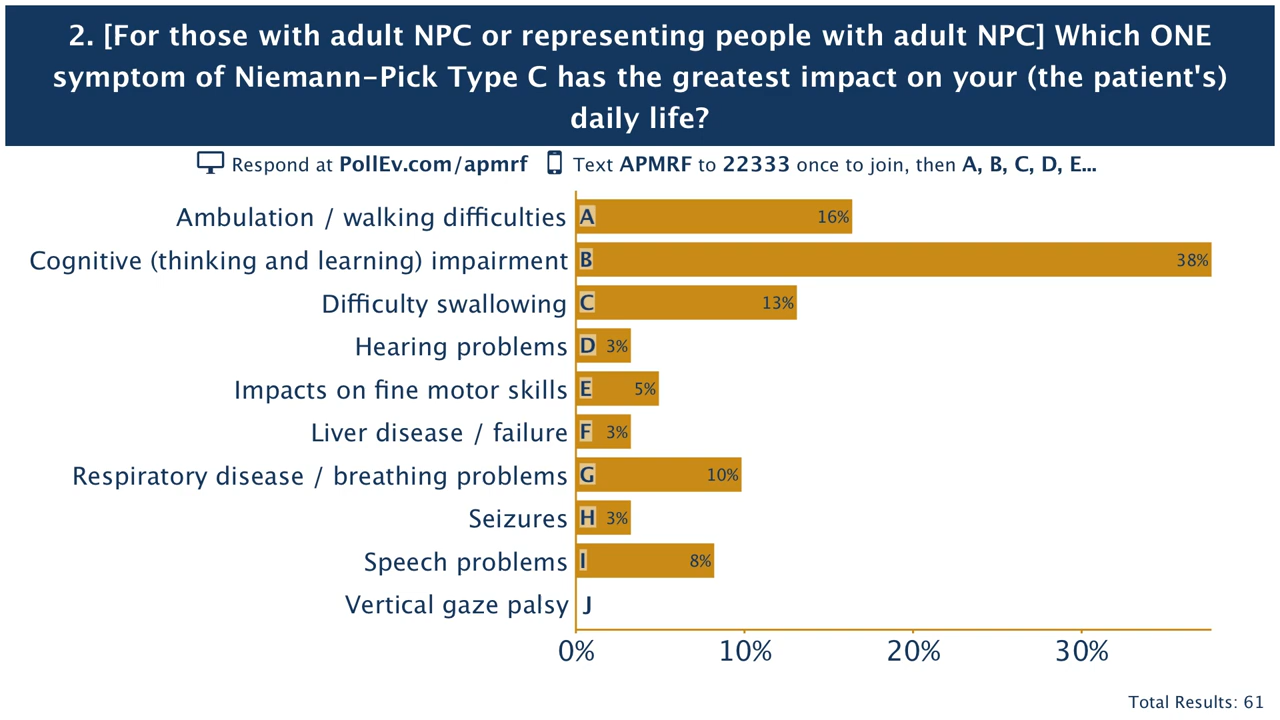 2. [For those with adult NPC or representing people with adult NPC] Which ONE
symptom of Niemann-Pick Type C has the greatest impact on your (the patient's)
daily life?
Respond at PollEv.com/apmrf Text APMRF to 22333 once to join, then A, B, C, D, E...
Ambulation / walking difficulties A 16%
Cognitive (thinking and learning) impairment B 38%
Difficulty swallowing C 13%
Hearing problems D 3%
Impacts on fine motor skills E 5%
Liver disease / failure F 3%
Respiratory disease / breathing problems G 10%
Seizures H 3%
Speech problems I 8%
Vertical gaze palsy J
0% 10% 20% 30%
Total Results: 61